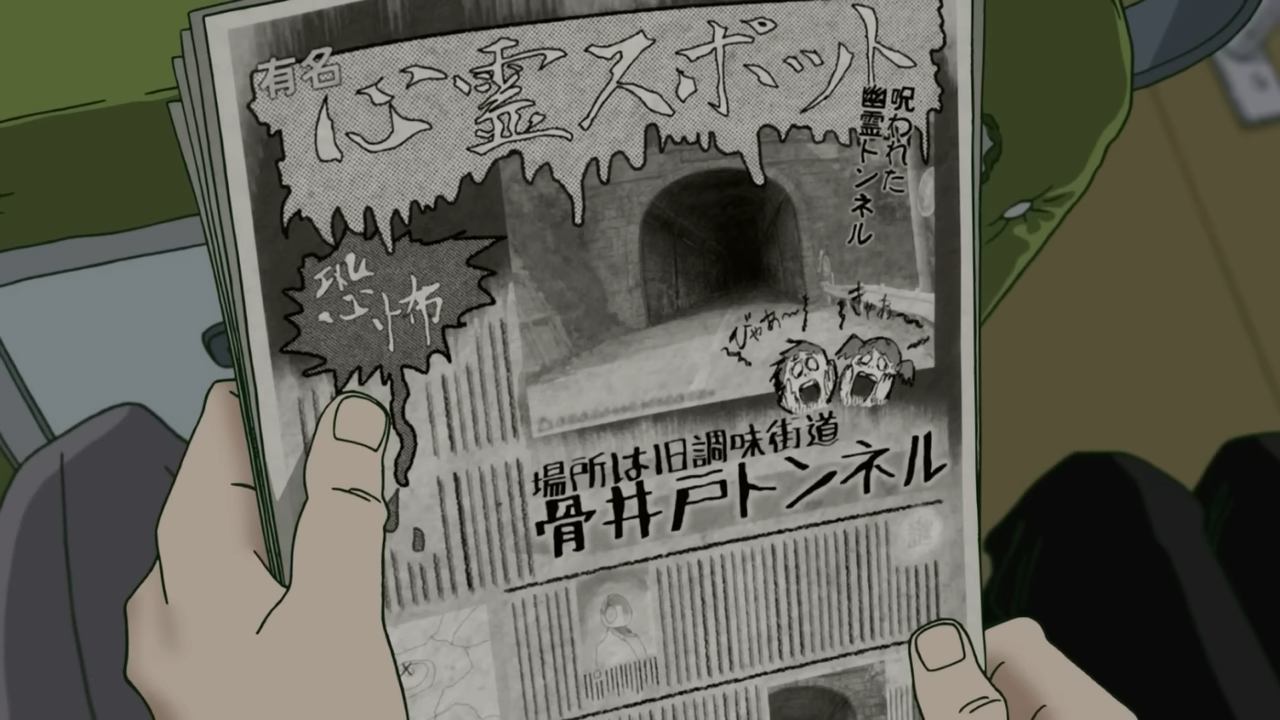 有名
心霊スポット
呪われた
幽霊トンネル
恐怖
ぎゃあ〜
きゃあ〜
場所は旧調味街道
骨井戸トンネル